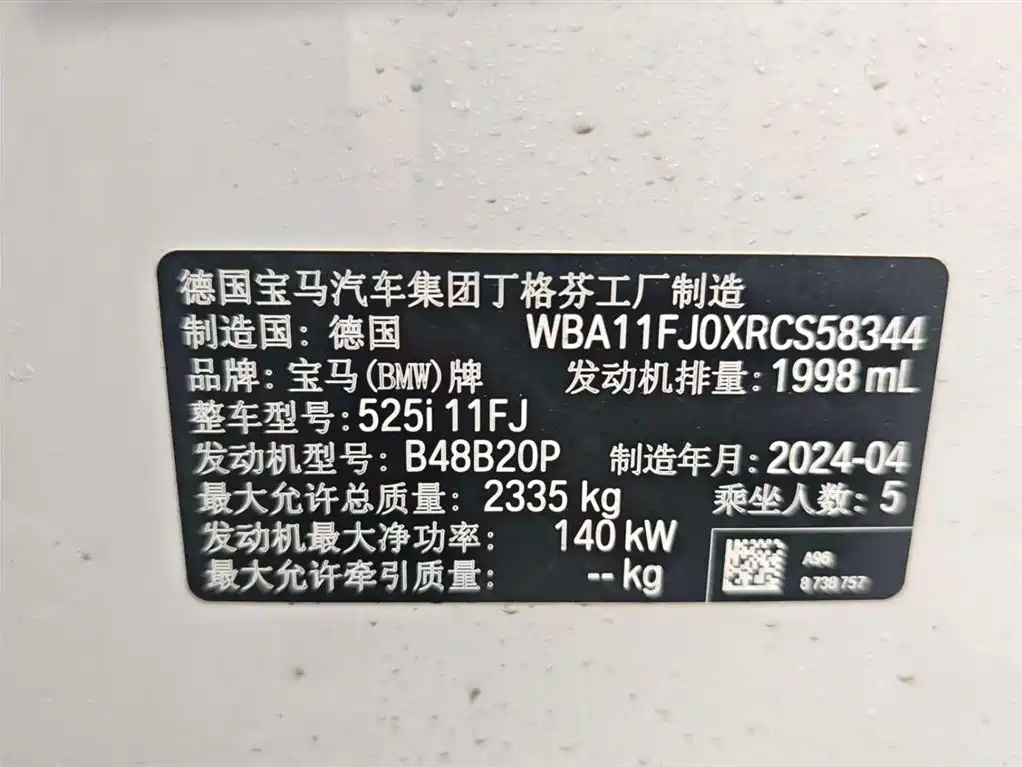 德国宝马汽车集团丁格芬工厂制造
制造国：德国 WBA11FJ0XRCS58344
品牌：宝马(BMW)牌 发动机排量：1998 mL
整车型号：525i 11FJ
发动机型号：B48B20P 制造年月：2024-04
最大允许总质量：2335 kg 乘坐人数：5
发动机最大净功率：140 kW
最大允许牵引质量：-- kg
A96
8 738 757